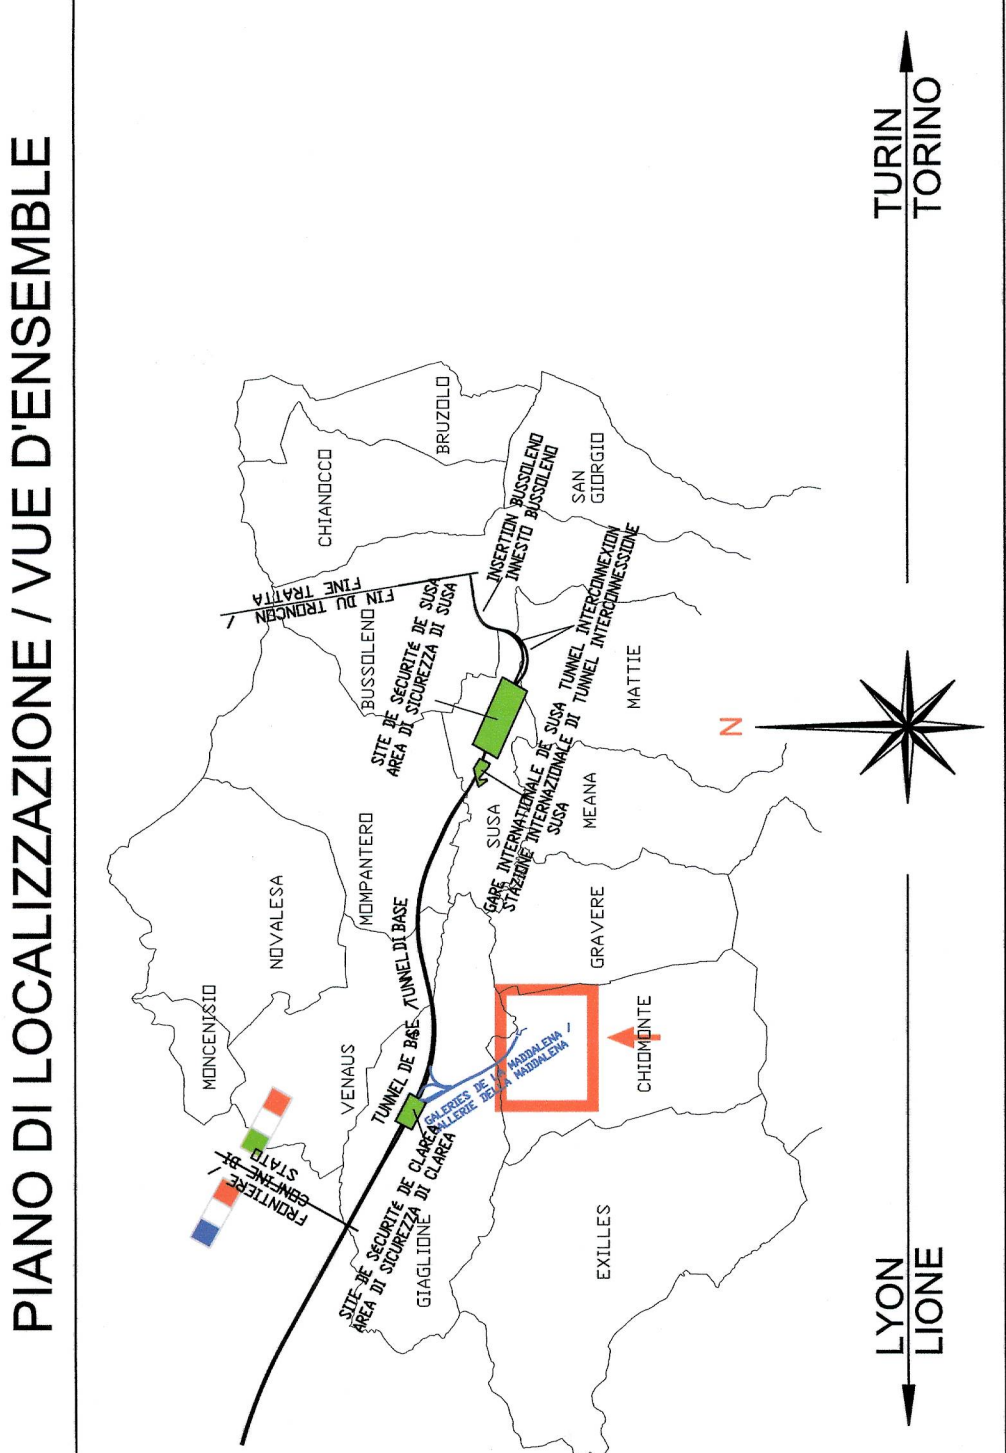 PIANO DI LOCALIZZAZIONE / VUE D'ENSEMBLE
MONCENISIO
NOVALESA
VENAUS
MOMPANTERO
CHIANOCCO
BRUZOLO
BUSSOLENO
FRONTIERE /
CONFINE DI
STATO
FIN DU TRONCON /
FINE TRATTA
TUNNEL DE BASE /TUNNEL DI BASE
SITE DE SéCURITé DE SUSA
AREA DI SICUREZZA DI SUSA
INSERTION BUSSOLENO
INNESTO BUSSOLENO
SAN
GIORGIO
SITE DE SéCURITé DE CLAREA
AREA DI SICUREZZA DI CLAREA
GIAGLIONE
GALERIES DE LA MADDALENA /
GALLERIE DELLA MADDALENA
SUSA
GARE INTERNATIONALE DE SUSA
STAZIONE INTERNAZIONALE DI
SUSA
TUNNEL INTERCONNEXION
TUNNEL INTERCONNESSIONE
EXILLES
CHIOMONTE
GRAVERE
MEANA
MATTIE
N
LYON
LIONE
TURIN
TORINO